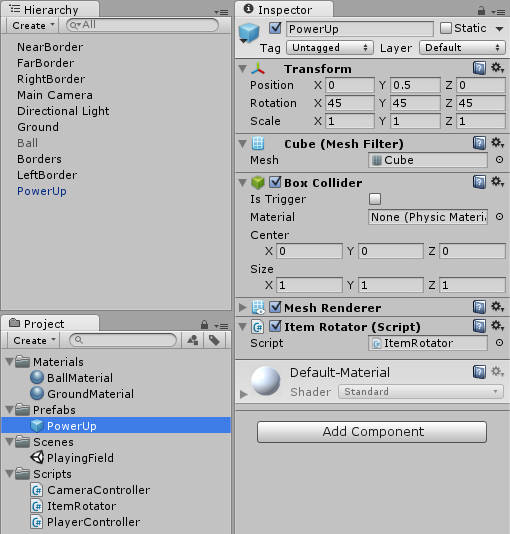 Hierarchy
Create All
NearBorder
FarBorder
RightBorder
Main Camera
Directional Light
Ground
Ball
Borders
LeftBorder
PowerUp
Project
Create
Materials
BallMaterial
GroundMaterial
Prefabs
PowerUp
Scenes
PlayingField
Scripts
CameraController
ItemRotator
PlayerController
Inspector
PowerUp Static
Tag Untagged Layer Default
Transform
Position X 0 Y 0.5 Z 0
Rotation X 45 Y 45 Z 45
Scale X 1 Y 1 Z 1
Cube (Mesh Filter)
Mesh Cube
Box Collider
Is Trigger
Material None (Physic Materi
Center
X 0 Y 0 Z 0
Size
X 1 Y 1 Z 1
Mesh Renderer
Item Rotator (Script)
Script ItemRotator
Default-Material
Shader Standard
Add Component